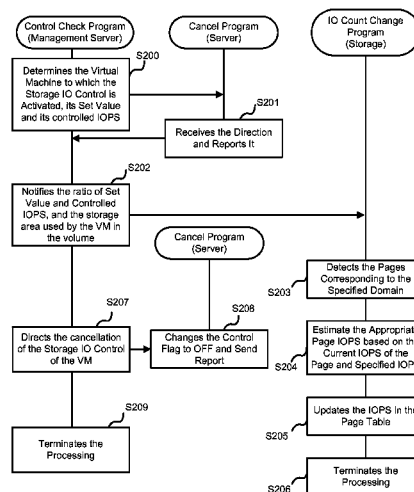 Control Check Program
(Management Server)
Cancel Program
(Server)
IO Count Change
Program
(Storage)
S200
Determines the Virtual
Machine to which the
Storage IO Control is
Activated, its Set Value
and its controlled IOPS
S201
Receives the Direction
and Reports It
S202
Notifies the ratio of Set
Value and Controlled
IOPS, and the storage
area used by the VM in
the volume
Cancel Program
(Server)
S203
Detects the Pages
Corresponding to the
Specified Domain
S207
Directs the cancellation
of the Storage IO Control
of the VM
S208
Changes the Control
Flag to OFF and Send
Report
S204
Estimate the Appropriate
Page IOPS based on the
Current IOPS of the
Page and Specified IOPS
S205
Updates the IOPS in the
Page Table
S209
Terminates the
Processing
S206
Terminates the
Processing